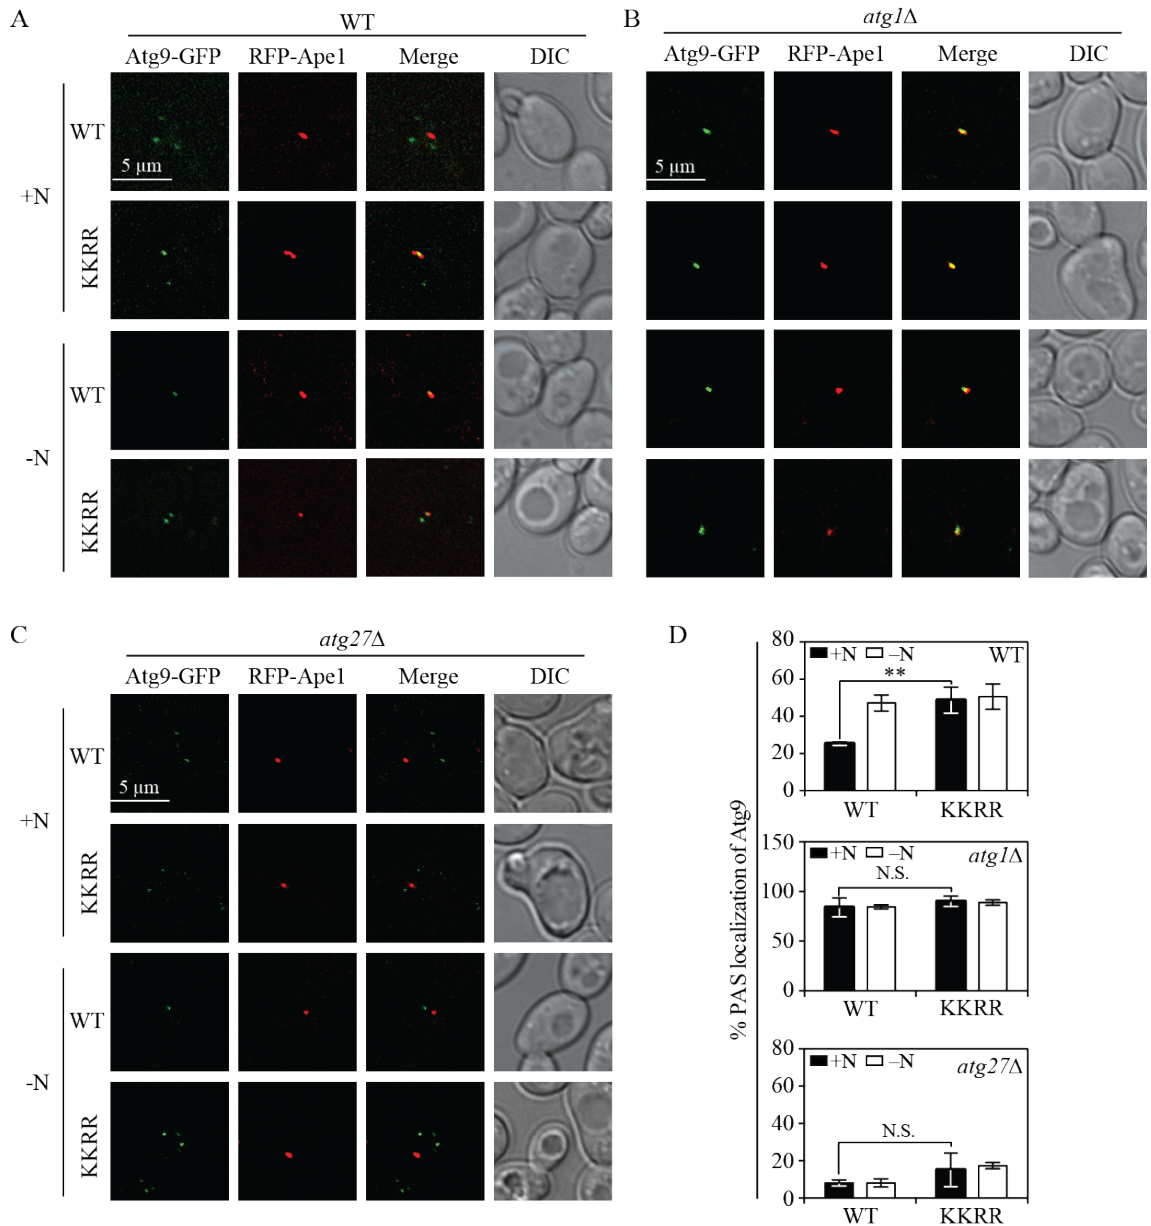 A
WT
Atg9-GFP RFP-Ape1 Merge DIC
+N
WT
5 µm
KKRR
-N
WT
KKRR
B
atg1Δ
Atg9-GFP RFP-Ape1 Merge DIC
5 µm
C
atg27Δ
Atg9-GFP RFP-Ape1 Merge DIC
+N
WT
5 µm
KKRR
-N
WT
KKRR
D
% PAS localization of Atg9
80
60
40
20
0
+N –N WT
**
WT KKRR
150
100
50
0
+N –N atg1Δ
N.S.
WT KKRR
80
60
40
20
0
+N –N atg27Δ
N.S.
WT KKRR